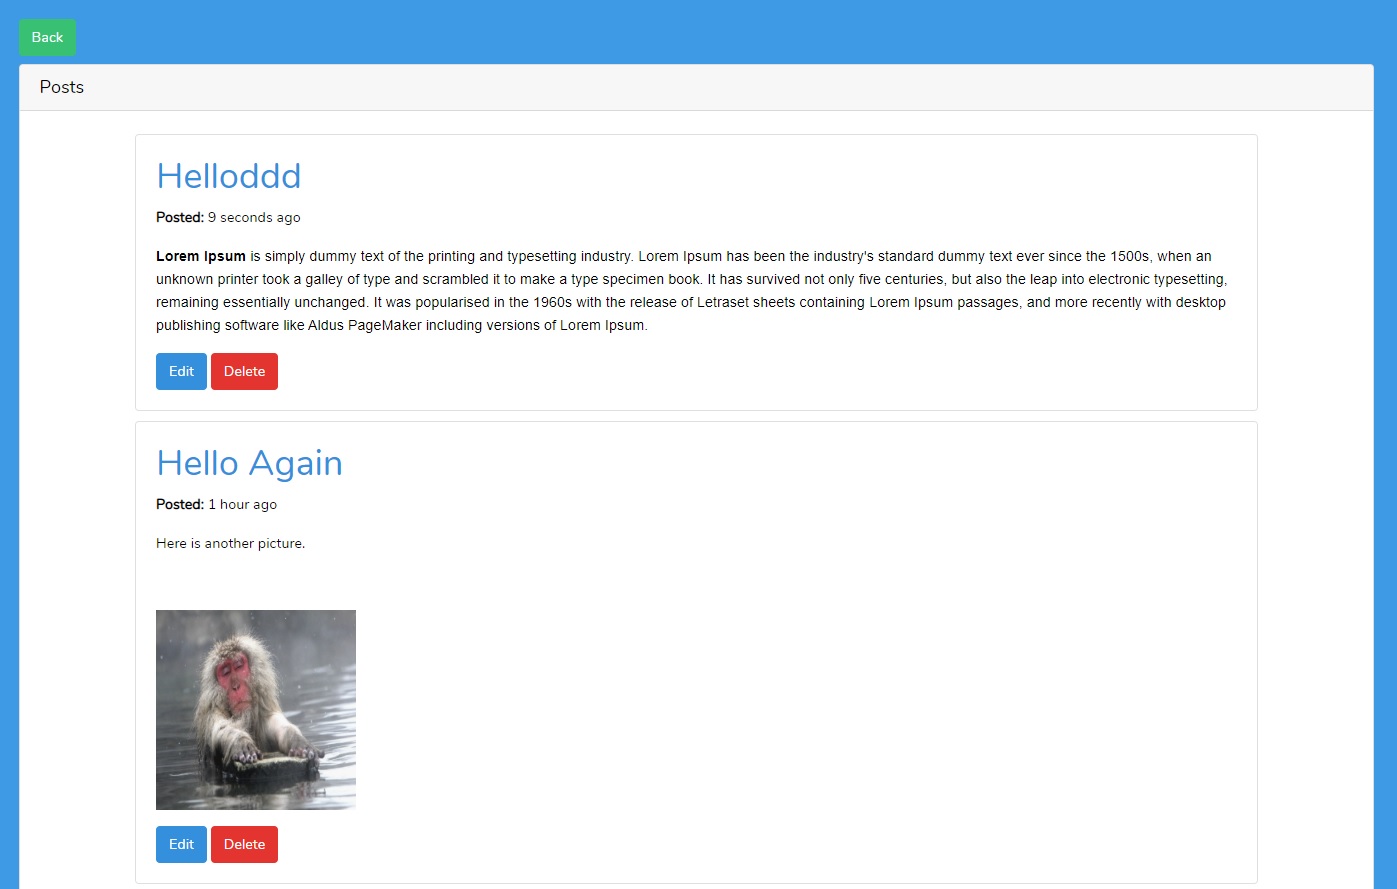 Back
Posts
Helloddd
Posted: 9 seconds ago
Lorem Ipsum is simply dummy text of the printing and typesetting industry. Lorem Ipsum has been the industry's standard dummy text ever since the 1500s, when an
unknown printer took a galley of type and scrambled it to make a type specimen book. It has survived not only five centuries, but also the leap into electronic typesetting,
remaining essentially unchanged. It was popularised in the 1960s with the release of Letraset sheets containing Lorem Ipsum passages, and more recently with desktop
publishing software like Aldus PageMaker including versions of Lorem Ipsum.
Edit Delete
Hello Again
Posted: 1 hour ago
Here is another picture.
Edit Delete